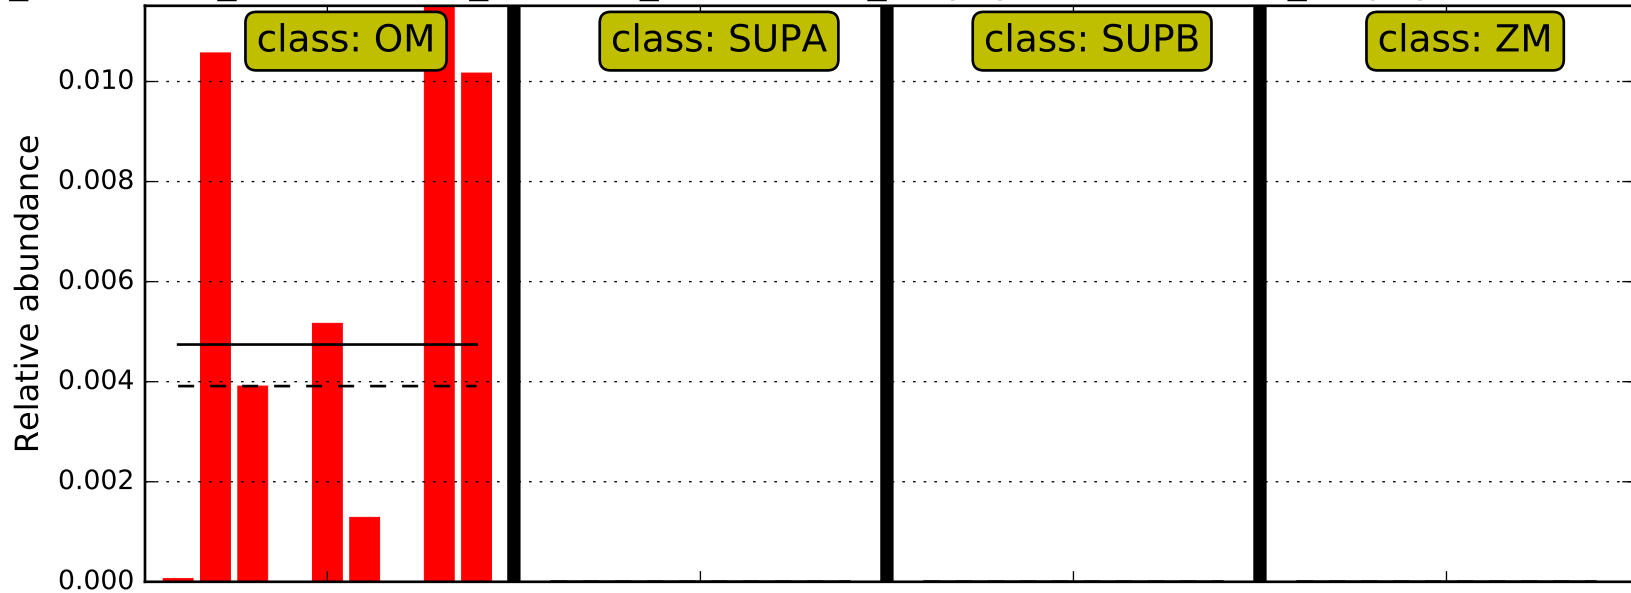 class: OM
class: SUPA
class: SUPB
class: ZM
Relative abundance
0.010
0.008
0.006
0.004
0.002
0.000